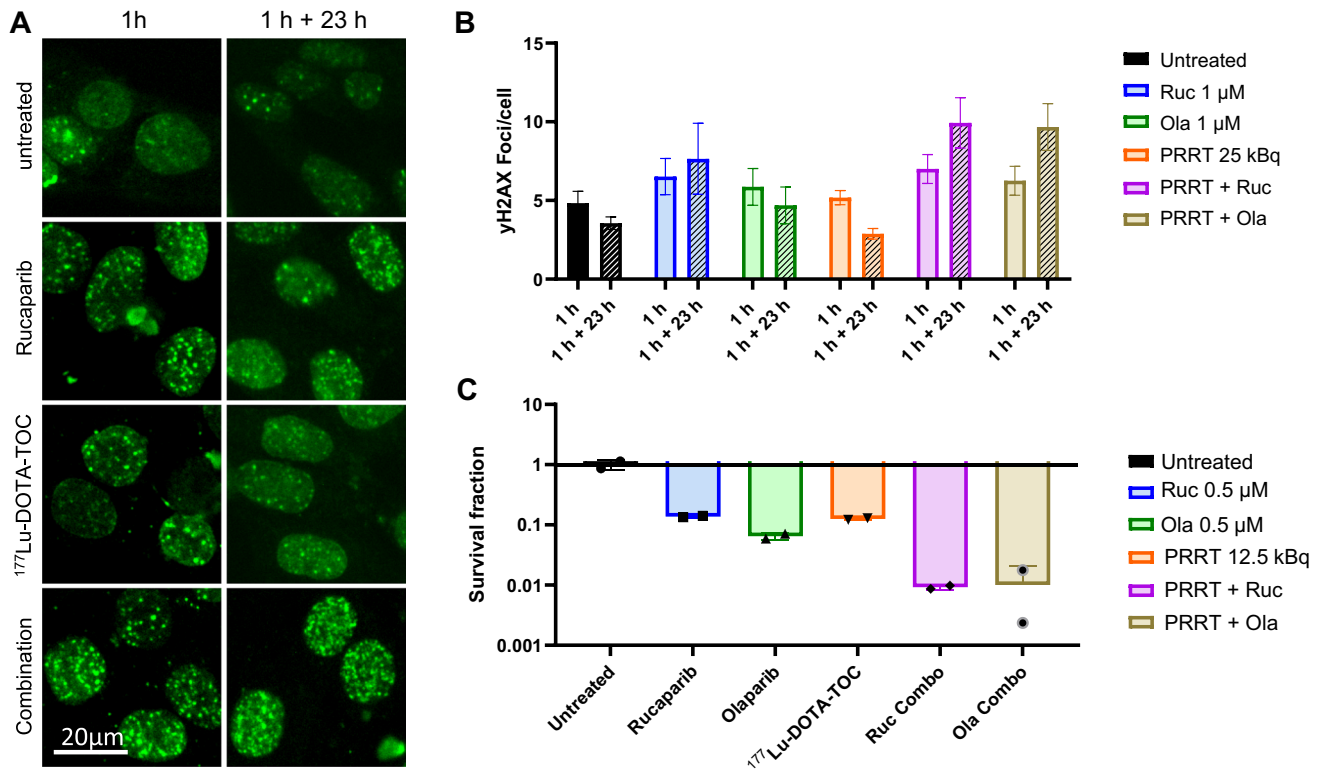 A
1h
1 h + 23 h
untreated
Rucaparib
¹⁷⁷Lu-DOTA-TOC
Combination
20μm
B
yH2AX Foci/cell
15
10
5
0
1 h
1 h + 23 h
1 h
1 h + 23 h
1 h
1 h + 23 h
1 h
1 h + 23 h
1 h
1 h + 23 h
1 h
1 h + 23 h
Untreated
Ruc 1 μM
Ola 1 μM
PRRT 25 kBq
PRRT + Ruc
PRRT + Ola
C
Survival fraction
10
1
0.1
0.01
0.001
Untreated
Rucaparib
Olaparib
¹⁷⁷Lu-DOTA-TOC
Ruc Combo
Ola Combo
Untreated
Ruc 0.5 μM
Ola 0.5 μM
PRRT 12.5 kBq
PRRT + Ruc
PRRT + Ola